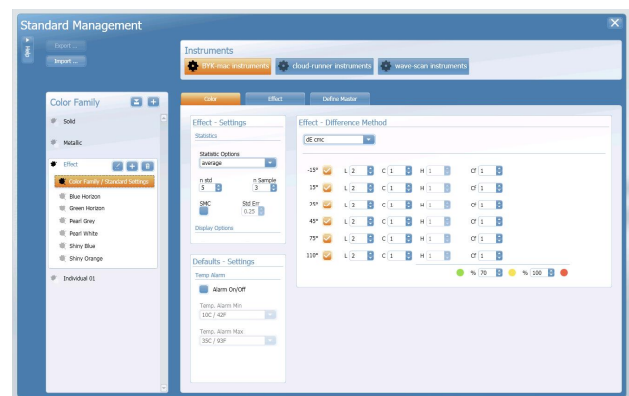 Standard Management
Help
Export ...
Import ...
Instruments
BYK-mac instruments
cloud-runner instruments
wave-scan instruments
Color Family
Solid
Metallic
Effect
Color Family / Standard Settings
Blue Horizon
Green Horizon
Pearl Grey
Pearl White
Shiny Blue
Shiny Orange
Individual 01
Color Effect Define Master
Effect - Settings
Statistics
Statistic Options
average
n std n Sample
5 3
SMC Std Err
0.25
Display Options
Defaults - Settings
Temp Alarm
Alarm On/Off
Temp. Alarm Min
10C / 42F
Temp. Alarm Max
35C / 93F
Effect - Difference Method
dE cmc
-15° L 2 C 1 H 1 Cf 1
15° L 2 C 1 H 1 Cf 1
25° L 3 C 1 H 1 Cf 1
45° L 2 C 1 H 1 Cf 1
75° L 2 C 1 H 1 Cf 1
110° L 2 C 1 H 1 Cf 1
% 70 % 100